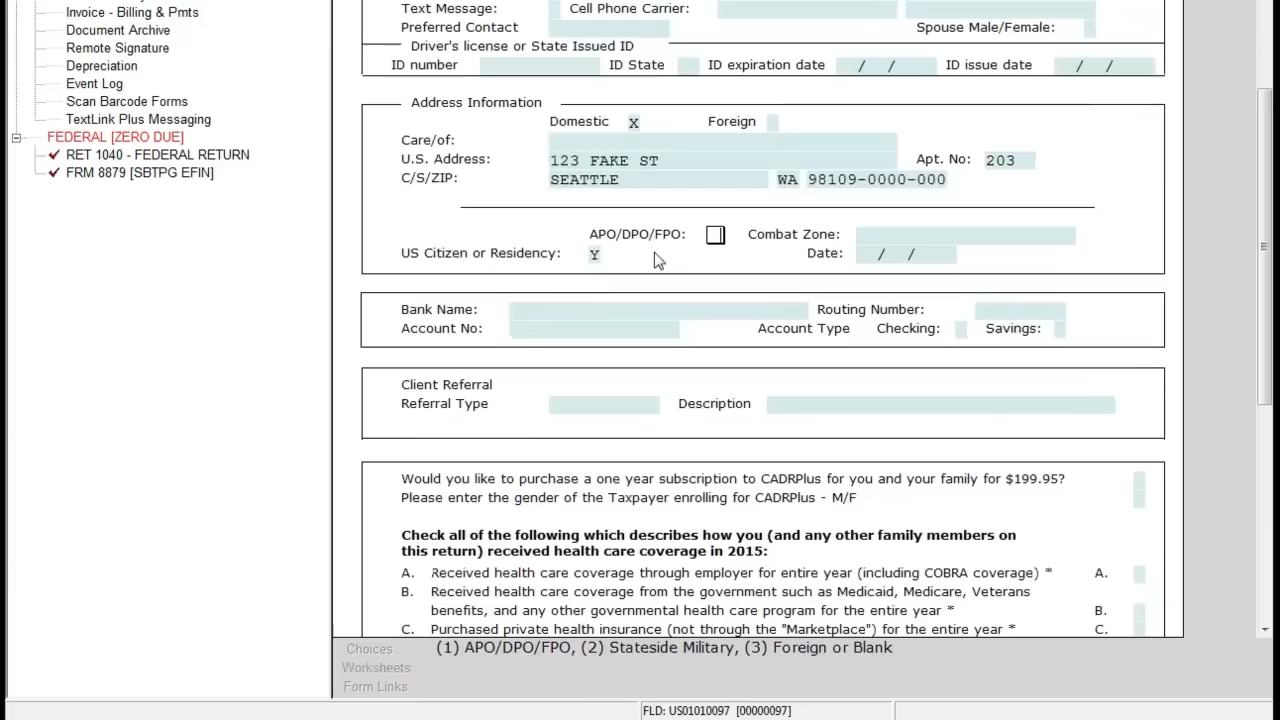 Invoice - Billing & Pmts
Document Archive
Remote Signature
Depreciation
Event Log
Scan Barcode Forms
TextLink Plus Messaging
FEDERAL [ZERO DUE]
RET 1040 - FEDERAL RETURN
FRM 8879 [SBTPG EFIN]
Text Message: Cell Phone Carrier:
Preferred Contact Spouse Male/Female:
Driver's license or State Issued ID
ID number ID State ID expiration date / / ID issue date / /
Address Information
Domestic X Foreign
Care/of:
U.S. Address: 123 FAKE ST Apt. No: 203
C/S/ZIP: SEATTLE WA 98109-0000-000
APO/DPO/FPO: Combat Zone:
US Citizen or Residency: Y Date: / /
Bank Name: Routing Number:
Account No: Account Type Checking: Savings:
Client Referral
Referral Type Description
Would you like to purchase a one year subscription to CADRPlus for you and your family for $199.95?
Please enter the gender of the Taxpayer enrolling for CADRPlus - M/F
Check all of the following which describes how you (and any other family members on
this return) received health care coverage in 2015:
A. Received health care coverage through employer for entire year (including COBRA coverage) * A.
B. Received health care coverage from the government such as Medicaid, Medicare, Veterans
benefits, and any other governmental health care program for the entire year * B.
C. Purchased private health insurance (not through the "Marketplace") for the entire year * C.
Choices... (1) APO/DPO/FPO, (2) Stateside Military, (3) Foreign or Blank
Worksheets
Form Links
FLD: US01010097 [00000097]